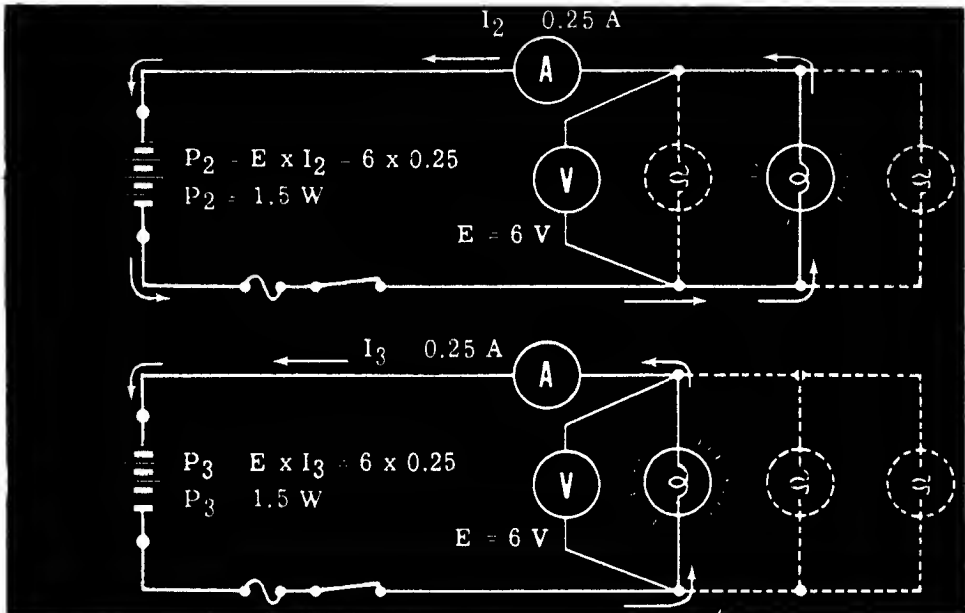 I2 0.25 A
A
P2 - E x I2 - 6 x 0.25
P2 = 1.5 W
V
E = 6 V
I3 0.25 A
A
P3 E x I3 - 6 x 0.25
P3 1.5 W
V
E = 6 V